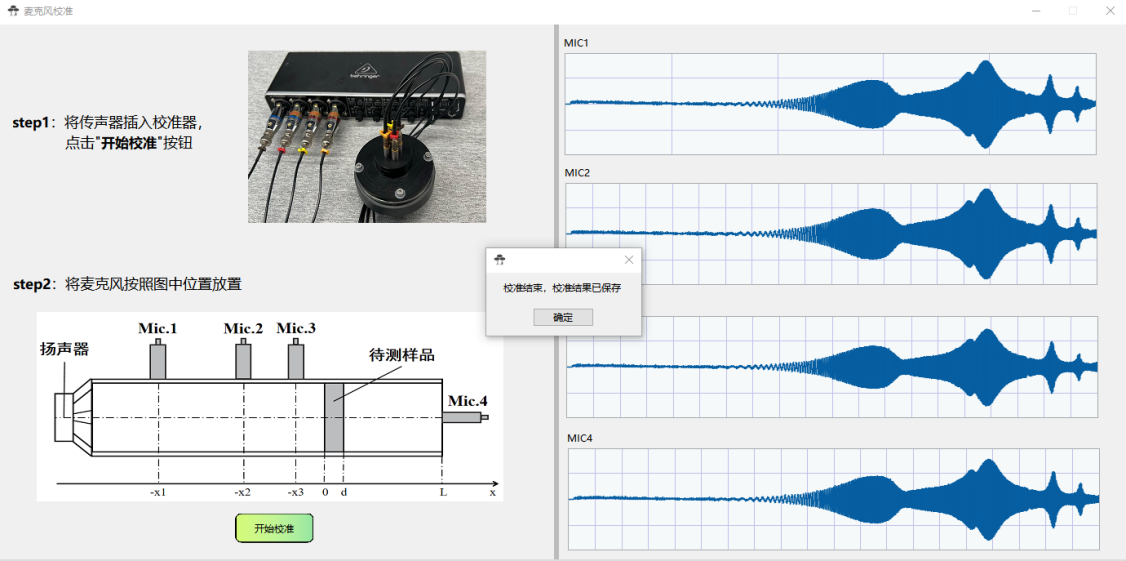 麦克风校准
step1：将传声器插入校准器，
点击"开始校准"按钮
behringer
step2：将麦克风按照图中位置放置
Mic.1 Mic.2 Mic.3
扬声器
待测样品
Mic.4
-x1 -x2 -x3 0 d L x
开始校准
MIC1
MIC2
校准结束，校准结果已保存
确定
MIC4